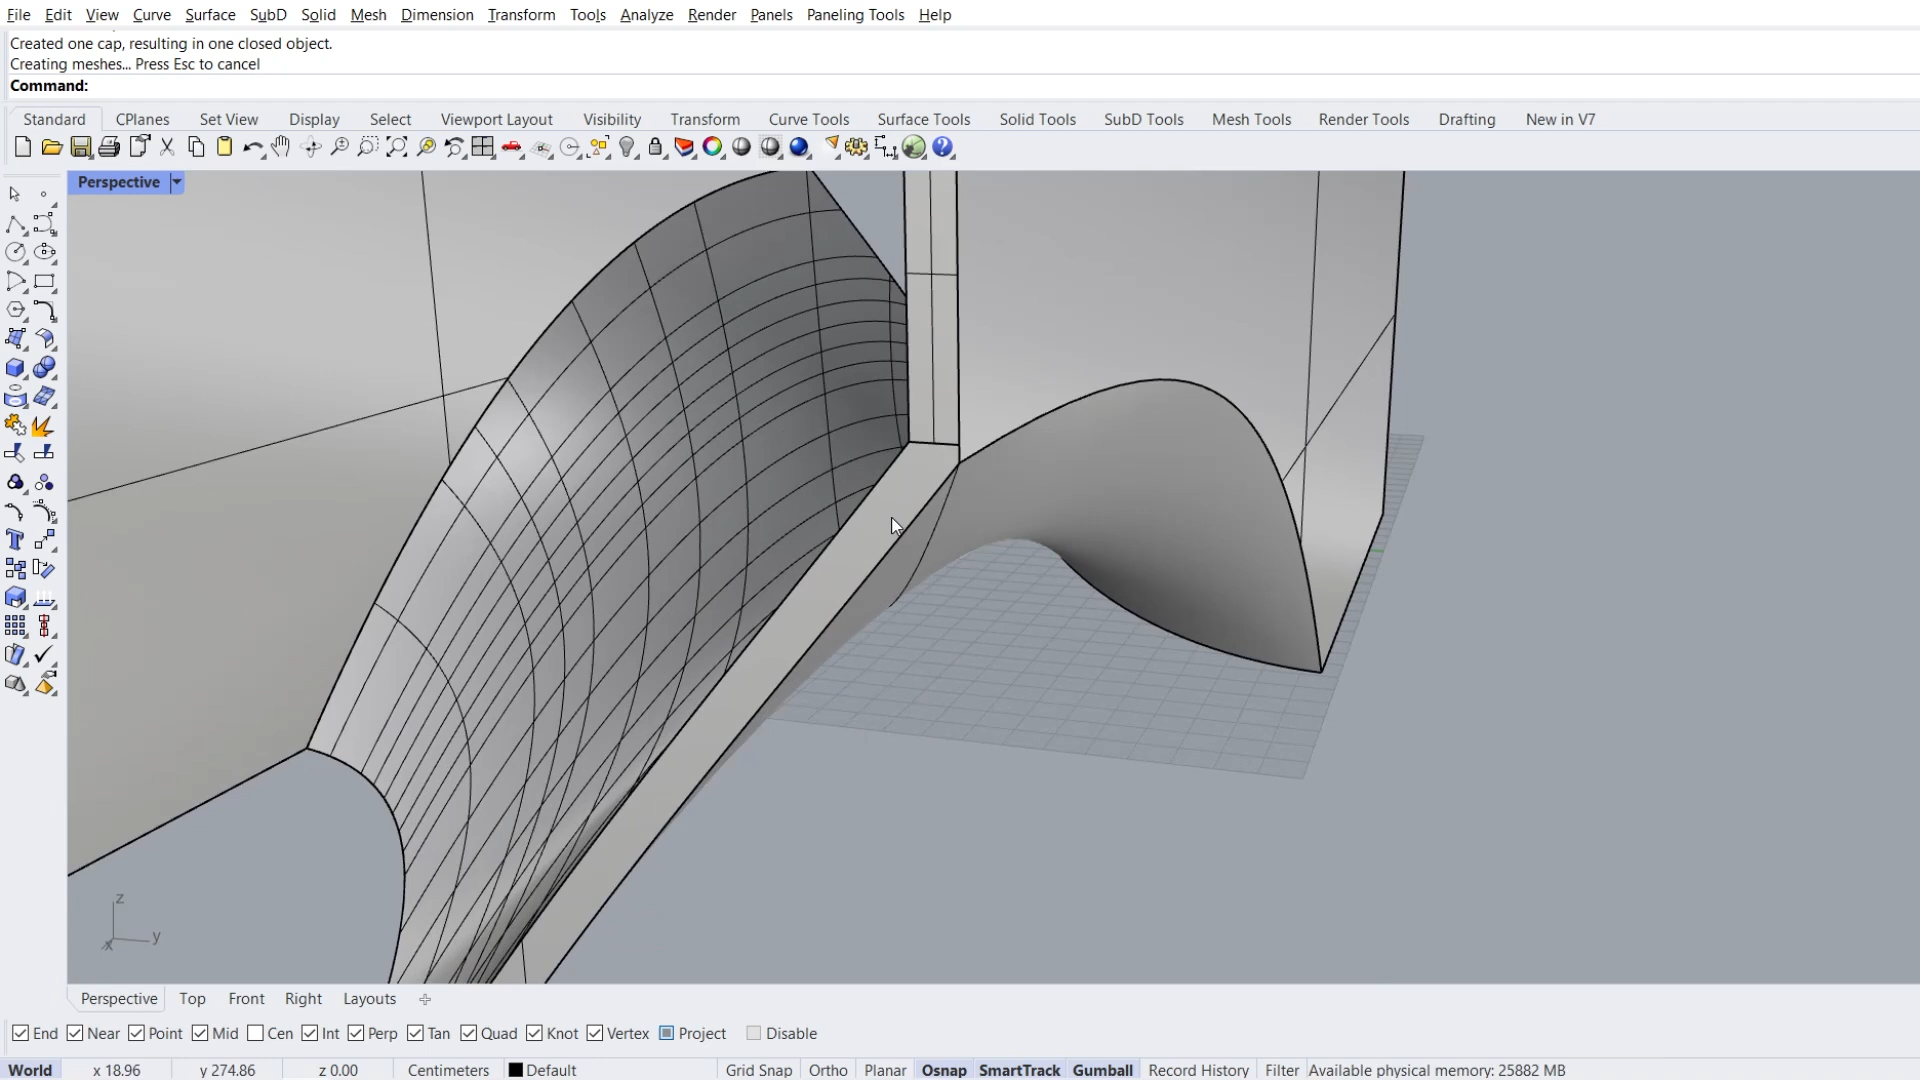 File Edit View Curve Surface SubD Solid Mesh Dimension Transform Tools Analyze Render Panels Paneling Tools Help
Created one cap, resulting in one closed object.
Creating meshes... Press Esc to cancel
Command:
Standard CPlanes Set View Display Select Viewport Layout Visibility Transform Curve Tools Surface Tools Solid Tools SubD Tools Mesh Tools Render Tools Drafting New in V7
Perspective
z
y
x
Perspective Top Front Right Layouts
End Near Point Mid Cen Int Perp Tan Quad Knot Vertex Project Disable
World x 18.96 y 274.86 z 0.00 Centimeters Default Grid Snap Ortho Planar Osnap SmartTrack Gumball Record History Filter Available physical memory: 25882 MB